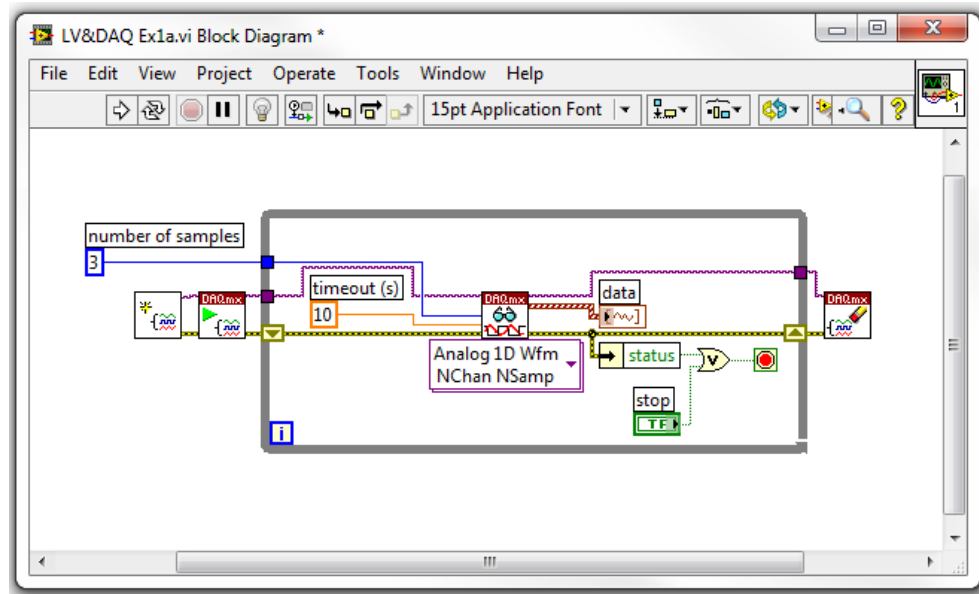 LV&DAQ Ex1a.vi Block Diagram *
File Edit View Project Operate Tools Window Help
15pt Application Font
1
number of samples
3
timeout (s)
10
DAQmx
DAQmx
data
DAQmx
Analog 1D Wfm
NChan NSamp
status
V
stop
TF
i